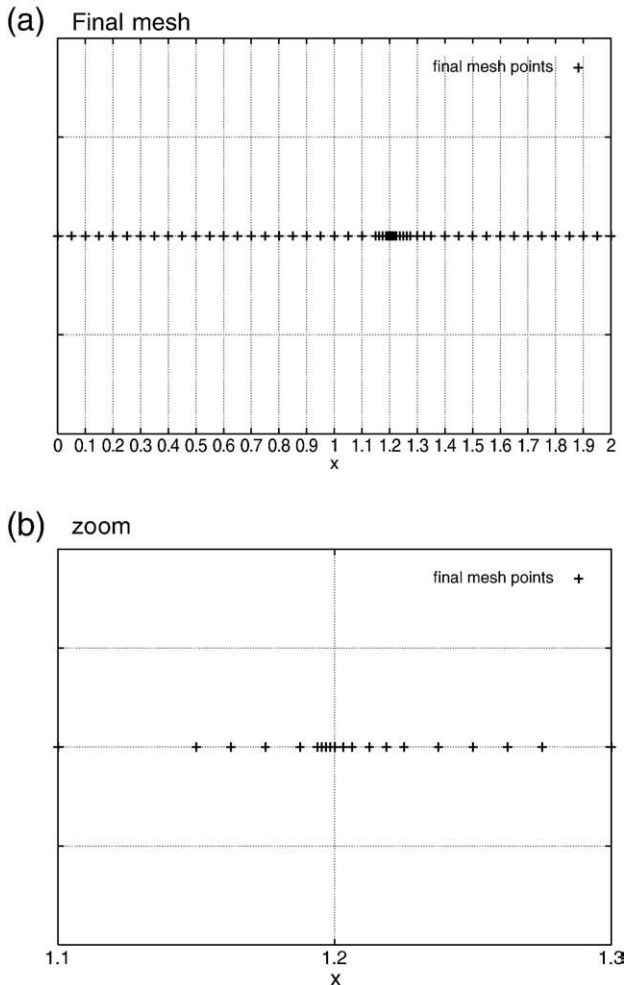 (a) Final mesh
final mesh points
0 0.1 0.2 0.3 0.4 0.5 0.6 0.7 0.8 0.9 1 1.1 1.2 1.3 1.4 1.5 1.6 1.7 1.8 1.9 2
x
(b) zoom
final mesh points
1.1 1.2 1.3
x